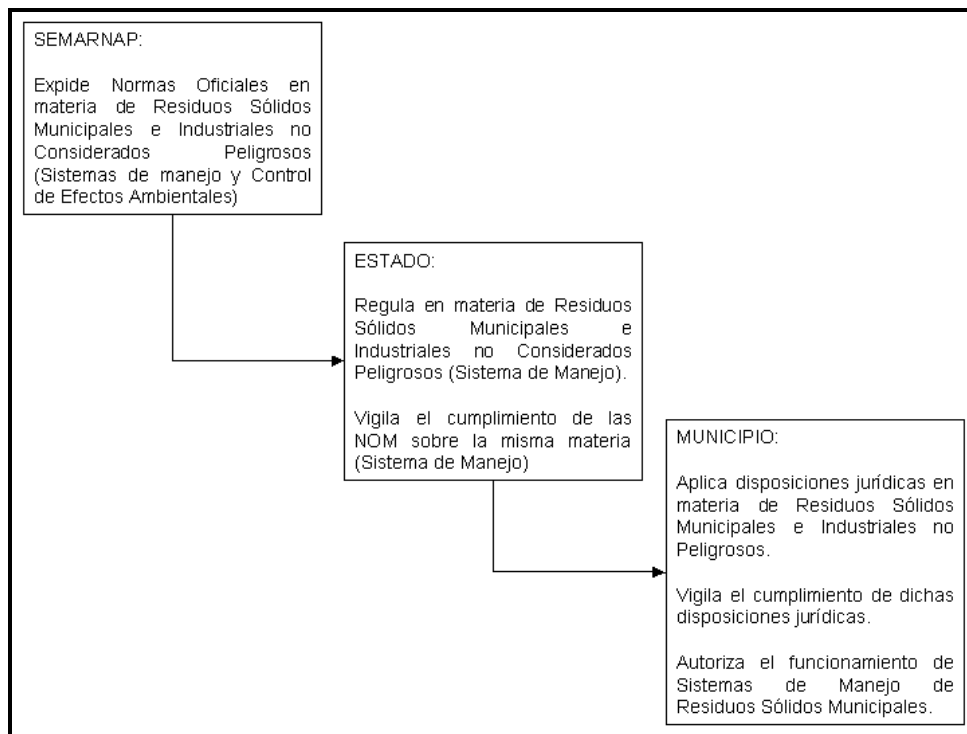 SEMARNAP:
Expide Normas Oficiales en
materia de Residuos Sólidos
Municipales e Industriales no
Considerados Peligrosos
(Sistemas de manejo y Control
de Efectos Ambientales)
ESTADO:
Regula en materia de Residuos
Sólidos Municipales e
Industriales no Considerados
Peligrosos (Sistema de Manejo).
Vigila el cumplimiento de las
NOM sobre la misma materia
(Sistema de Manejo)
MUNICIPIO:
Aplica disposiciones jurídicas en
materia de Residuos Sólidos
Municipales e Industriales no
Peligrosos.
Vigila el cumplimiento de dichas
disposiciones jurídicas.
Autoriza el funcionamiento de
Sistemas de Manejo de
Residuos Sólidos Municipales.